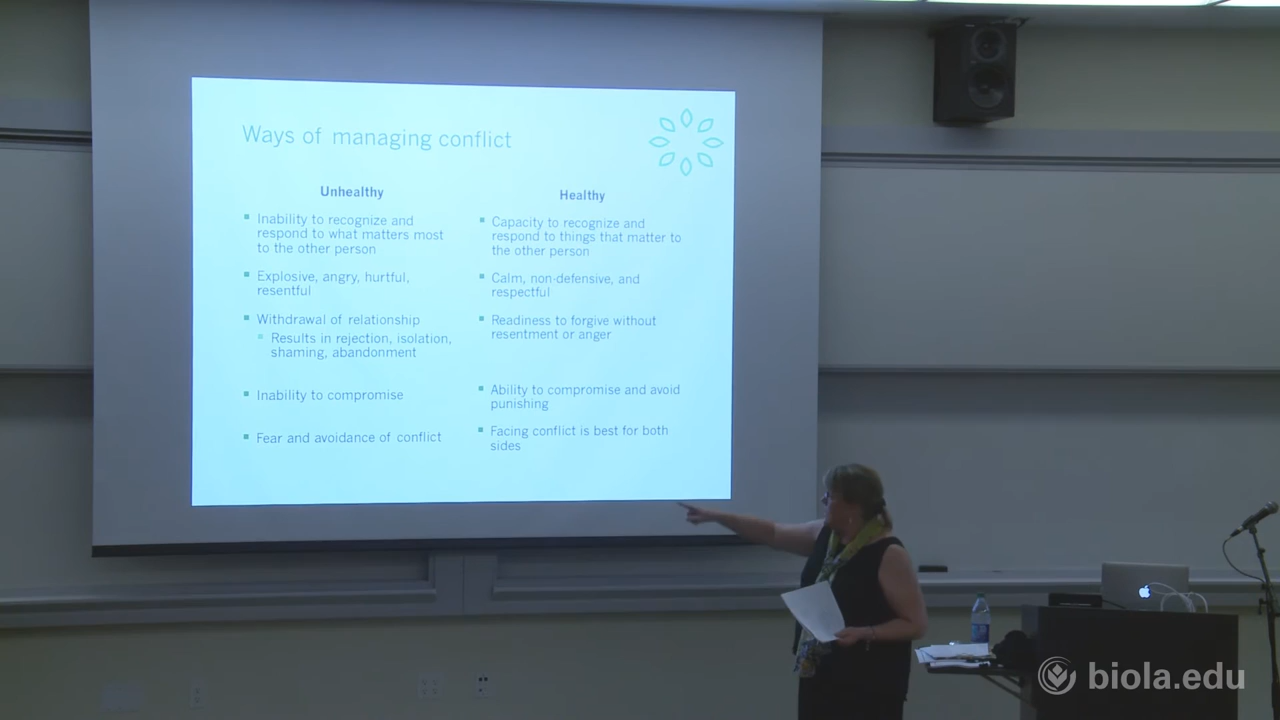 Ways of managing conflict
Unhealthy
Inability to recognize and
respond to what matters most
to the other person
Explosive, angry, hurtful,
resentful
Withdrawal of relationship
Results in rejection, isolation,
shaming, abandonment
Inability to compromise
Fear and avoidance of conflict
Healthy
Capacity to recognize and
respond to things that matter to
the other person
Calm, non-defensive, and
respectful
Readiness to forgive without
resentment or anger
Ability to compromise and avoid
punishing
Facing conflict is best for both
sides
biola.edu